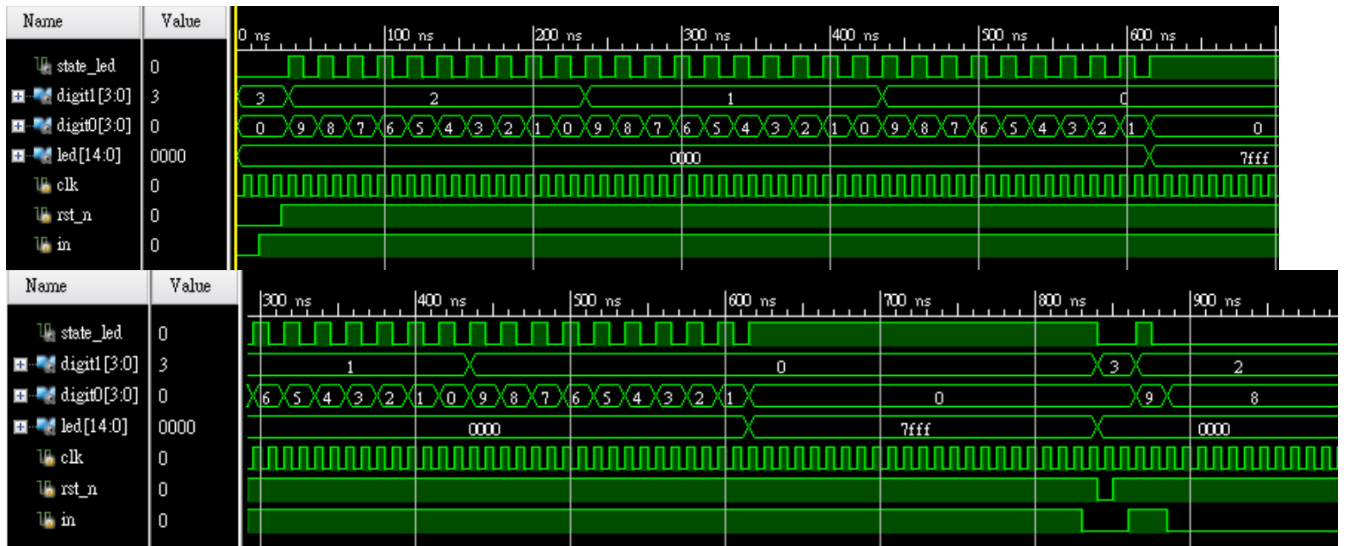 Name Value 0 ns 100 ns 200 ns 300 ns 400 ns 500 ns 600 ns
state_led 0
digit1[3:0] 3 3 2 1 0
digit0[3:0] 0 0 9 8 7 6 5 4 3 2 1 0 9 8 7 6 5 4 3 2 1 0 9 8 7 6 5 4 3 2 1 0
led[14:0] 0000 0000 7fff
clk 0
rst_n 0
in 0
Name Value 300 ns 400 ns 500 ns 600 ns 700 ns 800 ns 900 ns
state_led 0
digit1[3:0] 3 1 0 3 2
digit0[3:0] 0 6 5 4 3 2 1 0 9 8 7 6 5 4 3 2 1 0 9 8
led[14:0] 0000 0000 7fff 0000
clk 0
rst_n 0
in 0